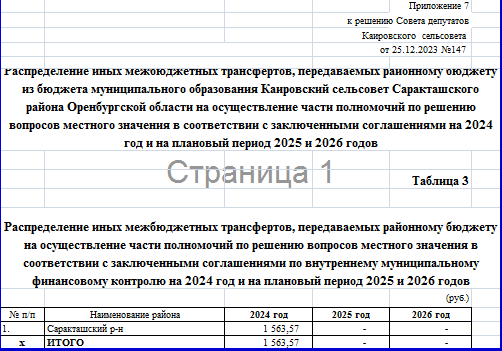 Приложение 7
к решению Совета депутатов
Каировского сельсовета
от 25.12.2023 №147
Распределение иных межбюджетных трансфертов, передаваемых районному бюджету
из бюджета муниципального образования Каировский сельсовет Саракташского
района Оренбургской области на осуществление части полномочий по решению
вопросов местного значения в соответствии с заключенными соглашениями на 2024
год и на плановый период 2025 и 2026 годов
Страница 1
Таблица 3
Распределение иных межбюджетных трансфертов, передаваемых районному бюджету
на осуществление части полномочий по решению вопросов местного значения в
соответствии с заключенными соглашениями по внутреннему муниципальному
финансовому контролю на 2024 год и на плановый период 2025 и 2026 годов
(руб.)
№ п/п Наименование района 2024 год 2025 год 2026 год
1. Саракташский р-н 1 563,57 - -
x ИТОГО 1 563,57 - -